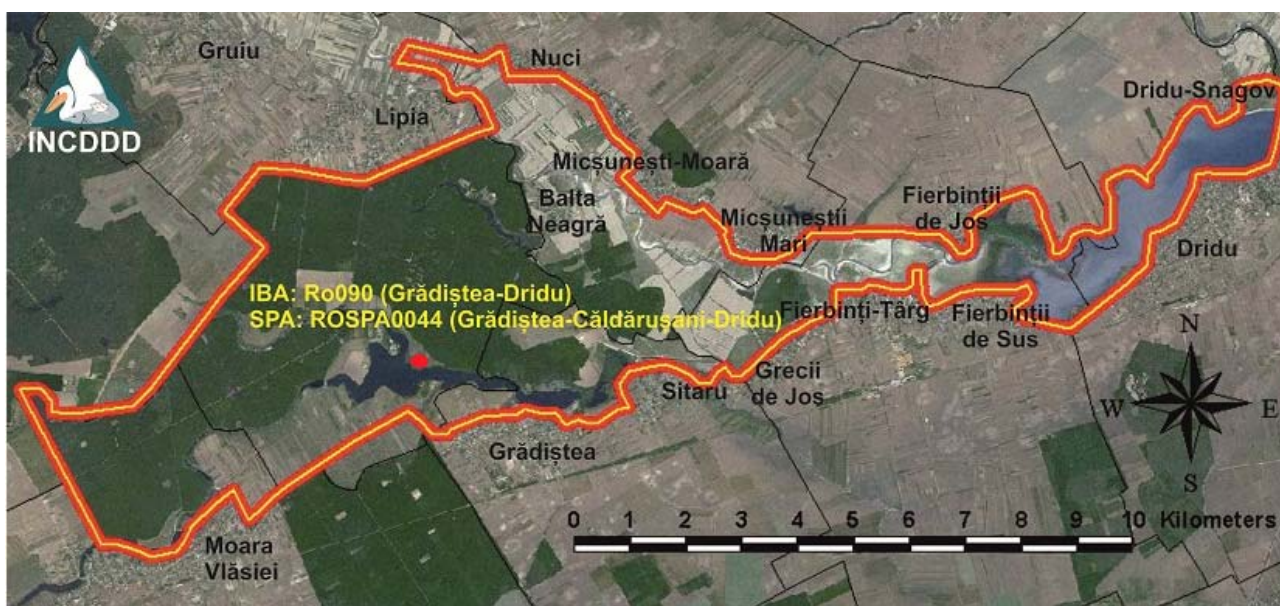 Gruiu
Nuci
Dridu-Snagov
Lipia
INCDDD
Micșunești-Moară
Balta
Neagră
Micșuneștii
Mari
Fierbinții
de Jos
Dridu
IBA: Ro090 (Grădiștea-Dridu)
SPA: ROSPA0044 (Grădiștea-Căldărușani-Dridu)
Fierbinți-Târg
Fierbinții
de Sus
N
Sitaru
Grecii
de Jos
W
E
Grădiștea
S
0 1 2 3 4 5 6 7 8 9 10 Kilometers
Moara
Vlăsiei